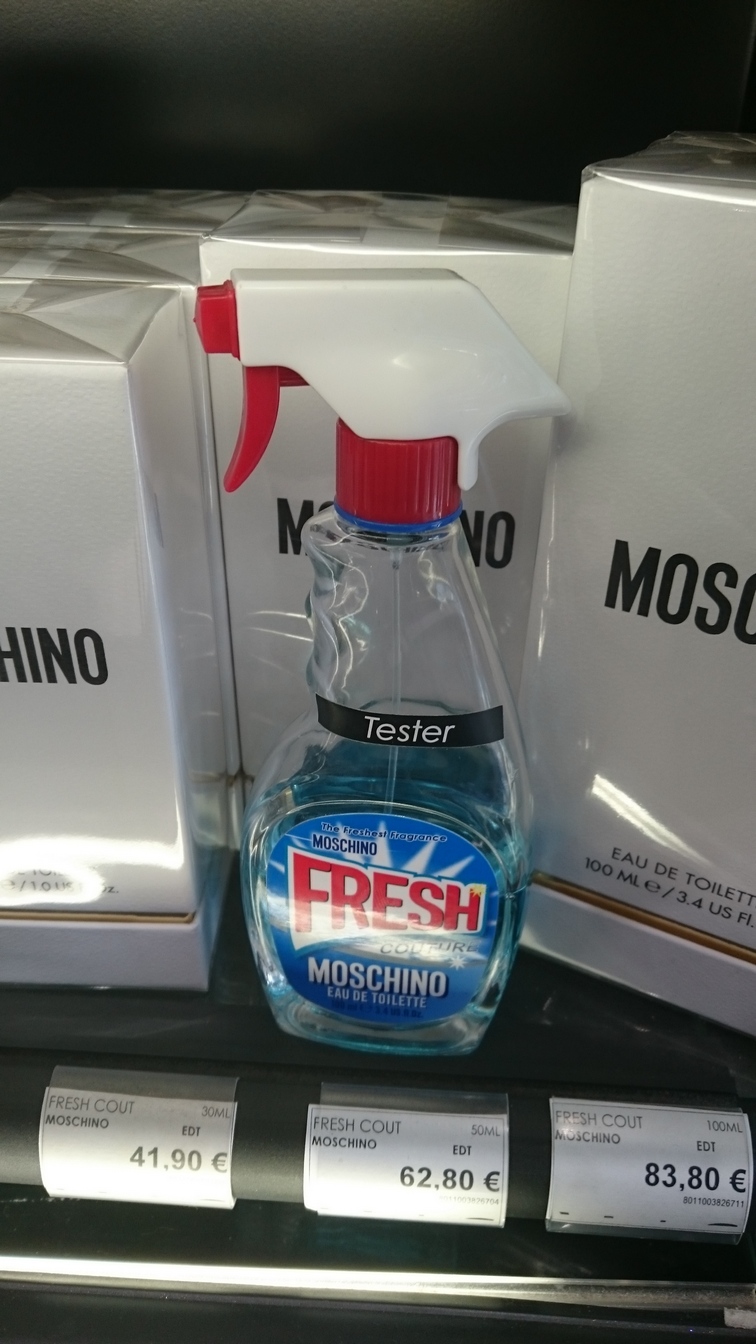 HINO
MOSCHINO
MOSC
Tester
The Freshest Fragrance
MOSCHINO
FRESH
COUTURE
MOSCHINO
EAU DE TOILETTE
EAU DE TOILETT
100 ML e / 3.4 US FL.
FRESH COUT 30ML
MOSCHINO
EDT
41,90 €
FRESH COUT 50ML
MOSCHINO
EDT
62,80 €
8011003826704
FRESH COUT 100ML
MOSCHINO
EDT
83,80 €
8011003826711